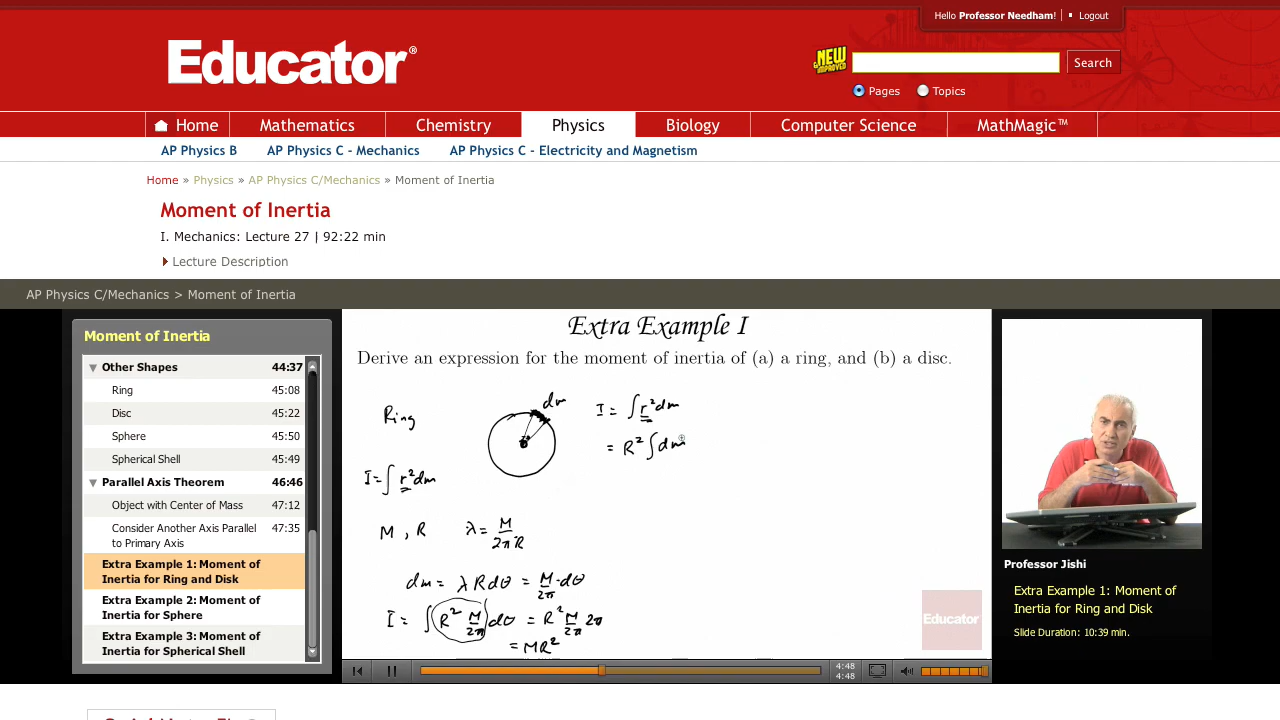 Hello Professor Needham! Logout
Educator®
NEW
& IMPROVED
Search
Pages Topics
Home Mathematics Chemistry Physics Biology Computer Science MathMagic™
AP Physics B AP Physics C - Mechanics AP Physics C - Electricity and Magnetism
Home » Physics » AP Physics C/Mechanics » Moment of Inertia
Moment of Inertia
I. Mechanics: Lecture 27 | 92:22 min
Lecture Description
AP Physics C/Mechanics > Moment of Inertia
Moment of Inertia
Other Shapes 44:37
Ring 45:08
Disc 45:22
Sphere 45:50
Spherical Shell 45:49
Parallel Axis Theorem 46:46
Object with Center of Mass 47:12
Consider Another Axis Parallel 47:35
to Primary Axis
Extra Example 1: Moment of
Inertia for Ring and Disk
Extra Example 2: Moment of
Inertia for Sphere
Extra Example 3: Moment of
Inertia for Spherical Shell
Extra Example I
Derive an expression for the moment of inertia of (a) a ring, and (b) a disc.
Ring
dm
I = ∫ r² dm
= R² ∫ dm
I = ∫ r² dm
M , R λ = M / 2πR
dm = λ R dθ = M/2π · dθ
I = ∫ R² M/2π dθ = R² M/2π 2π
= MR²
Educator
4:48
4:48
Professor Jishi
Extra Example 1: Moment of
Inertia for Ring and Disk
Slide Duration: 10:39 min.